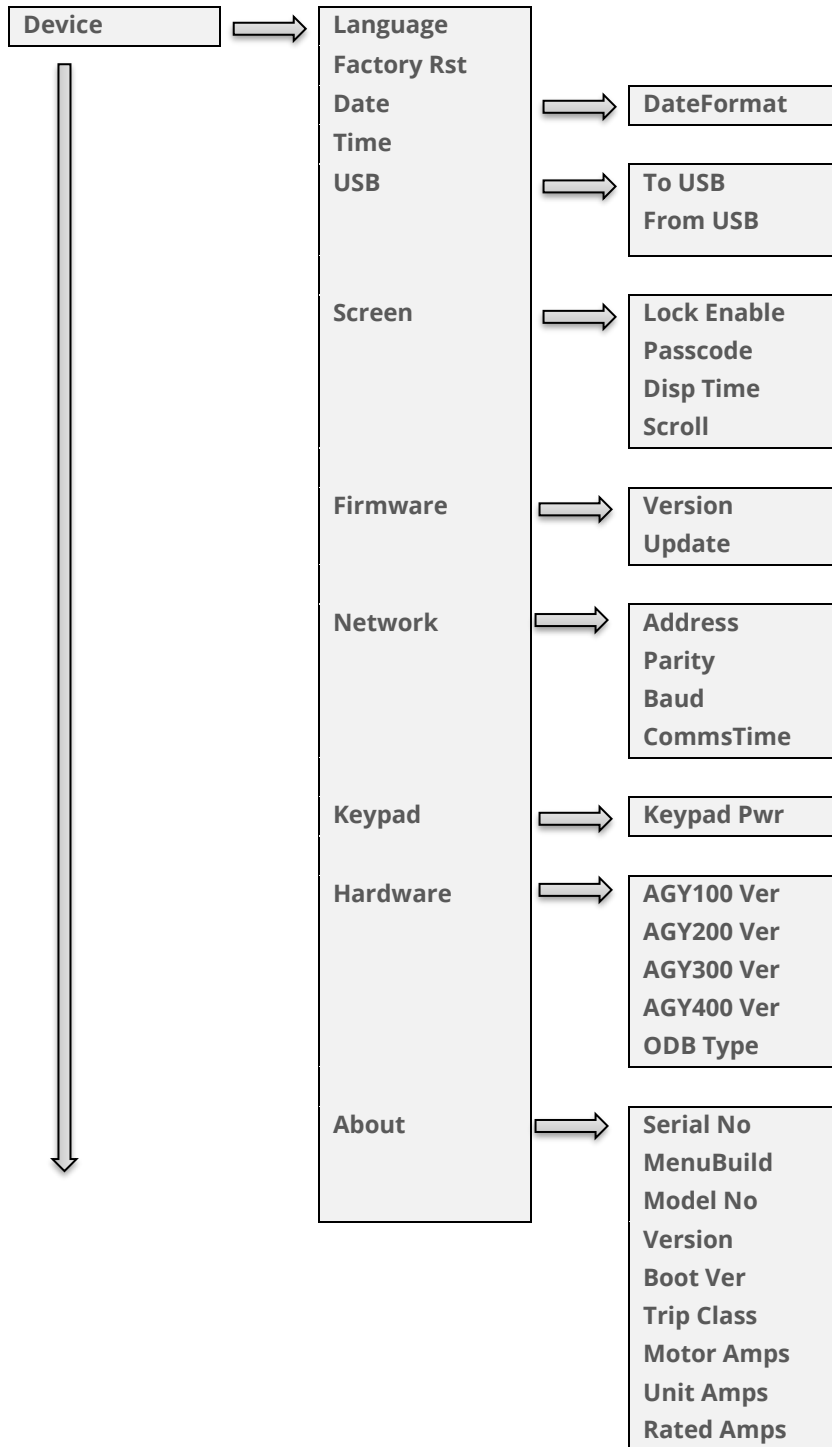 Device
Language
Factory Rst
Date
DateFormat
Time
USB
To USB
From USB
Screen
Lock Enable
Passcode
Disp Time
Scroll
Firmware
Version
Update
Network
Address
Parity
Baud
CommsTime
Keypad
Keypad Pwr
Hardware
AGY100 Ver
AGY200 Ver
AGY300 Ver
AGY400 Ver
ODB Type
About
Serial No
MenuBuild
Model No
Version
Boot Ver
Trip Class
Motor Amps
Unit Amps
Rated Amps